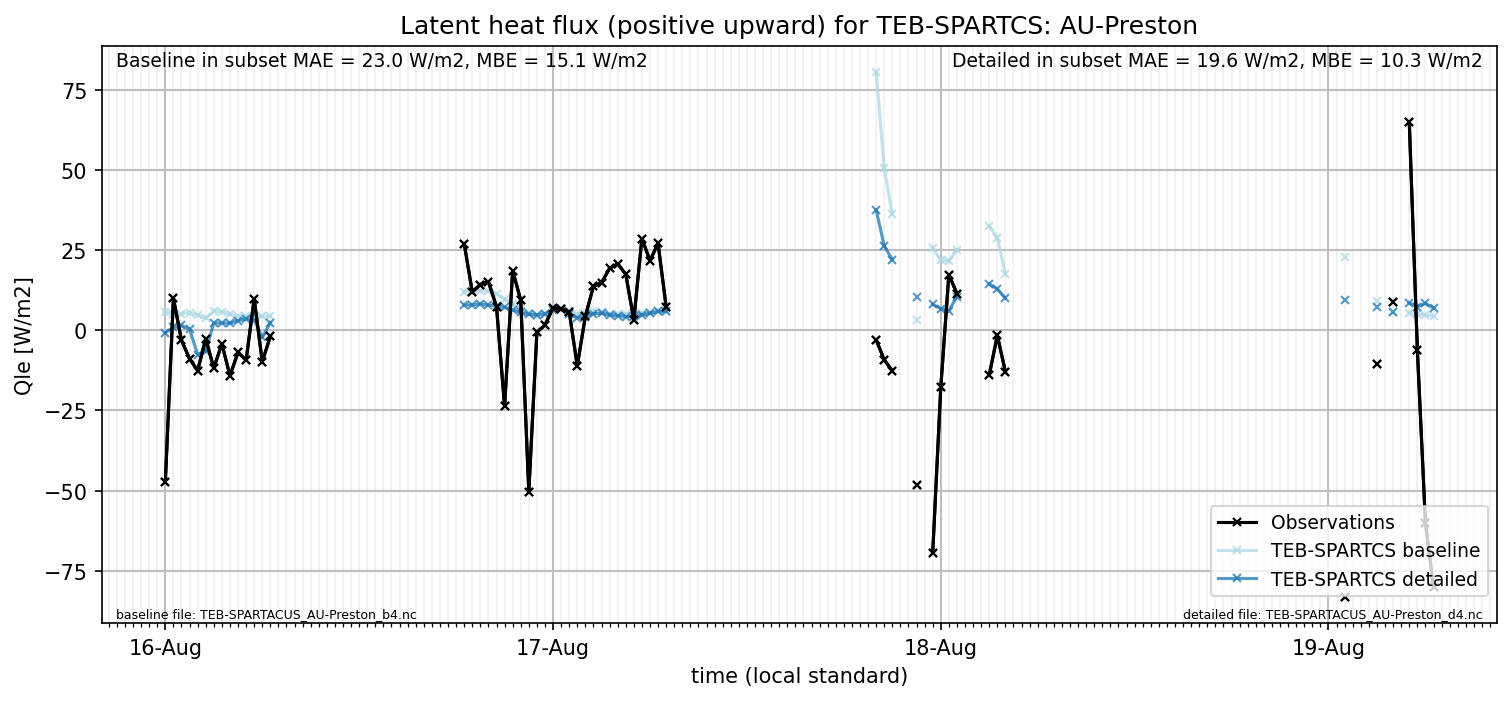 Latent heat flux (positive upward) for TEB-SPARTCS: AU-Preston
Baseline in subset MAE = 23.0 W/m2, MBE = 15.1 W/m2
Detailed in subset MAE = 19.6 W/m2, MBE = 10.3 W/m2
75
50
25
0
−25
−50
−75
Qle [W/m2]
Observations
TEB-SPARTCS baseline
TEB-SPARTCS detailed
baseline file: TEB-SPARTACUS_AU-Preston_b4.nc
detailed file: TEB-SPARTACUS_AU-Preston_d4.nc
16-Aug
17-Aug
18-Aug
19-Aug
time (local standard)